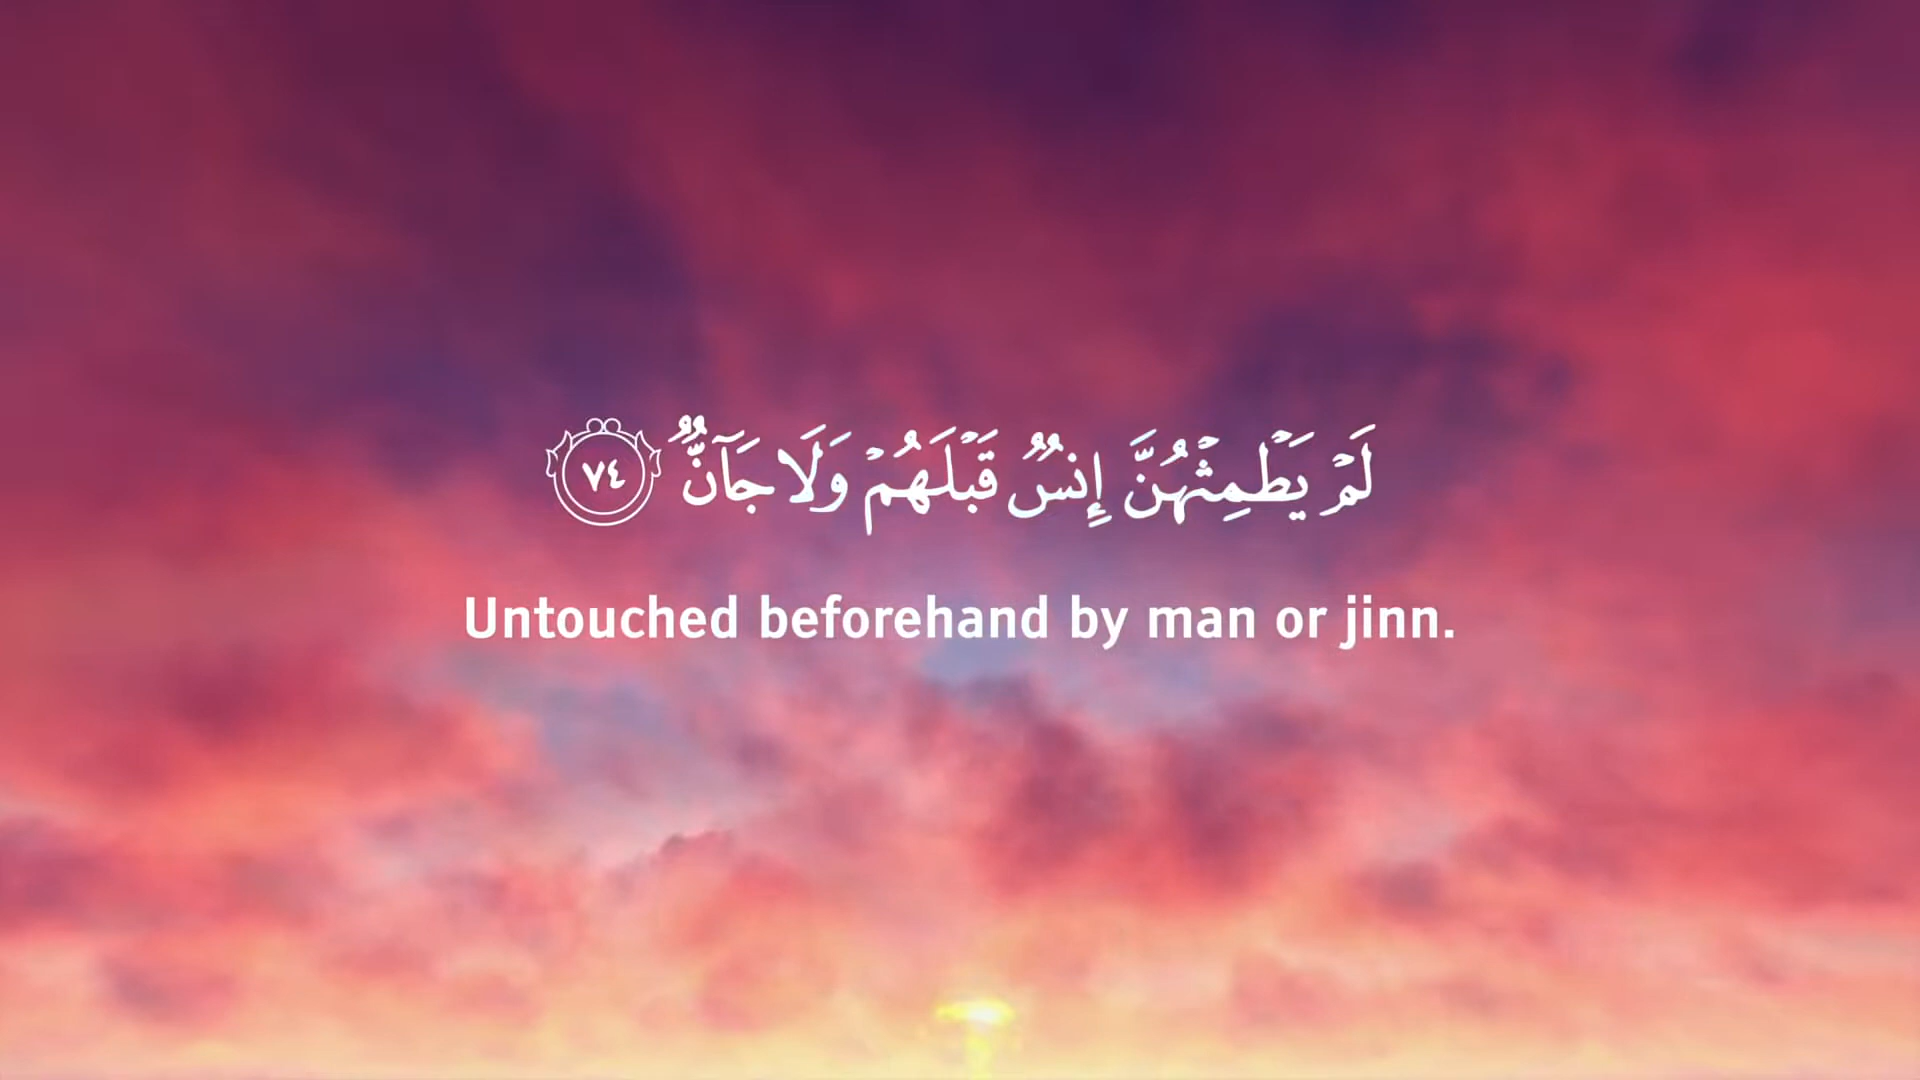 لَمْ يَطْمِثْهُنَّ إِنسٌ قَبْلَهُمْ وَلَا جَآنٌّ ٧٤
Untouched beforehand by man or jinn.